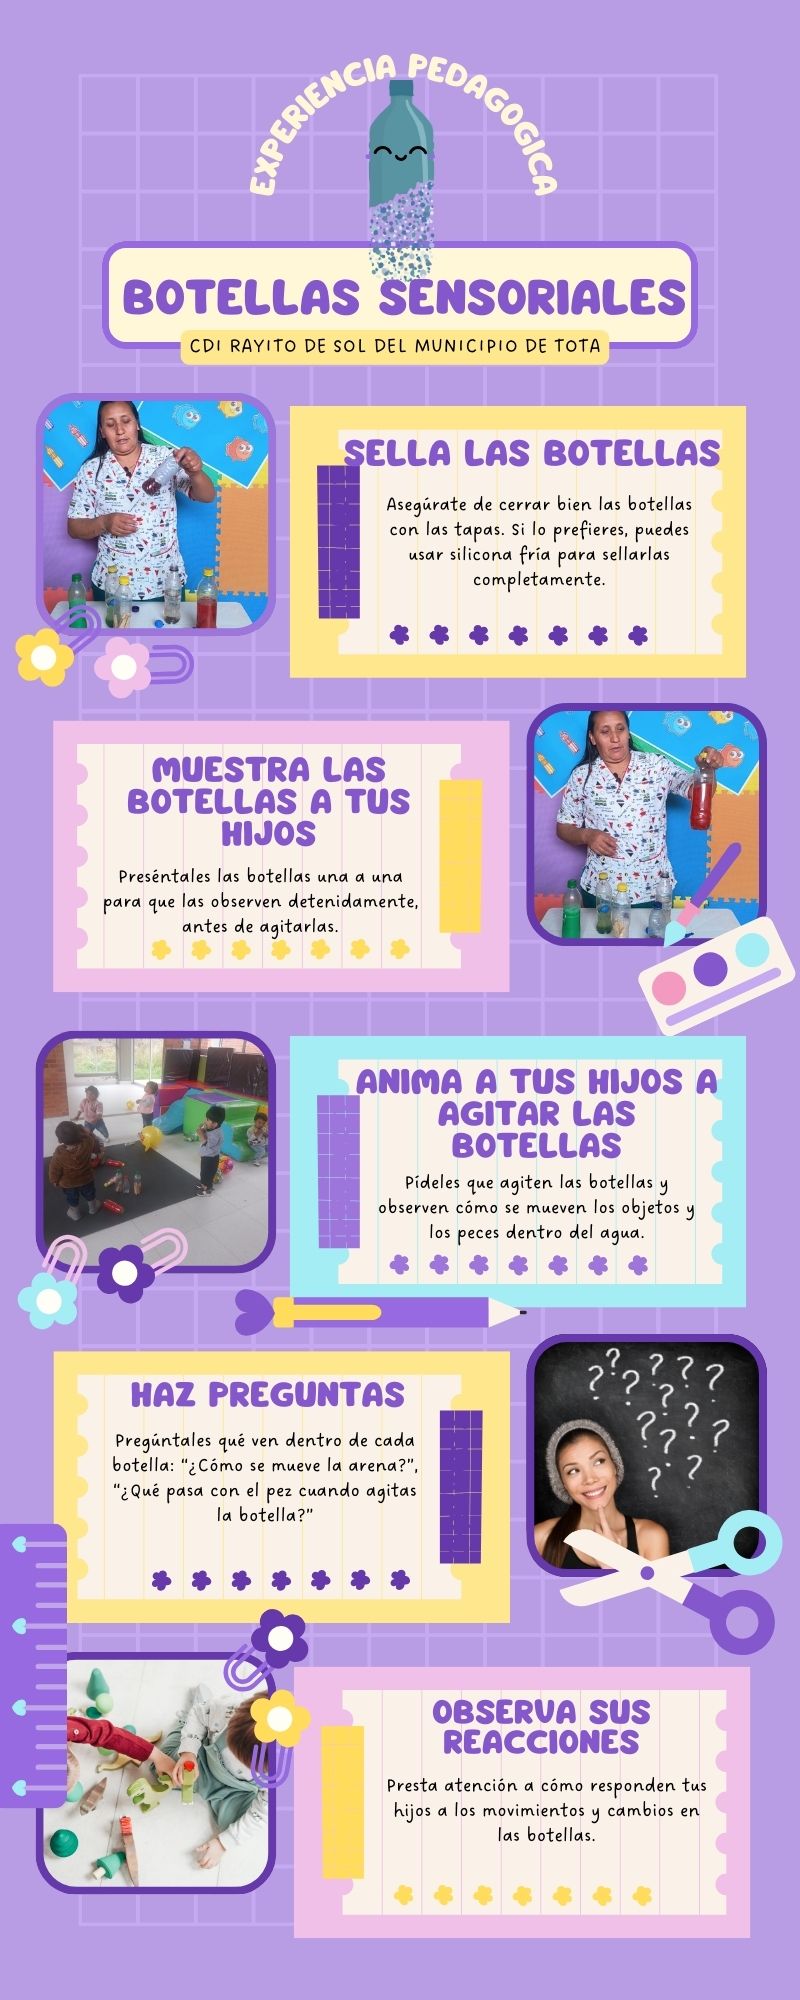 EXPERIENCIA PEDAGOGICA
BOTELLAS SENSORIALES
CDI RAYITO DE SOL DEL MUNICIPIO DE TOTA
SELLA LAS BOTELLAS
Asegúrate de cerrar bien las botellas
con las tapas. Si lo prefieres, puedes
usar silicona fría para sellarlas
completamente.
MUESTRA LAS
BOTELLAS A TUS
HIJOS
Preséntales las botellas una a una
para que las observen detenidamente,
antes de agitarlas.
ANIMA A TUS HIJOS A
AGITAR LAS
BOTELLAS
Pídeles que agiten las botellas y
observen cómo se mueven los objetos y
los peces dentro del agua.
HAZ PREGUNTAS
Pregúntales qué ven dentro de cada
botella: “¿Cómo se mueve la arena?”,
“¿Qué pasa con el pez cuando agitas
la botella?”
? ? ? ? ? ? ? ? ? ? ? ? ?
OBSERVA SUS
REACCIONES
Presta atención a cómo responden tus
hijos a los movimientos y cambios en
las botellas.